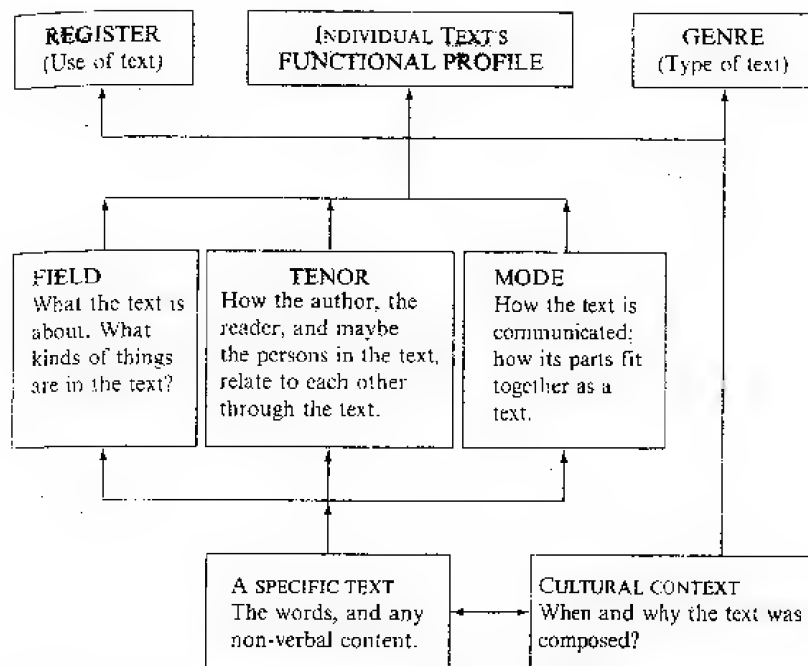 REGISTER
(Use of text)
INDIVIDUAL TEXT'S
FUNCTIONAL PROFILE
GENRE
(Type of text)
FIELD
What the text is
about. What
kinds of things
are in the text?
TENOR
How the author, the
reader, and maybe
the persons in the text,
relate to each other
through the text.
MODE
How the text is
communicated;
how its parts fit
together as a
text.
A SPECIFIC TEXT
The words, and any
non-verbal content.
CULTURAL CONTEXT
When and why the text was
composed?